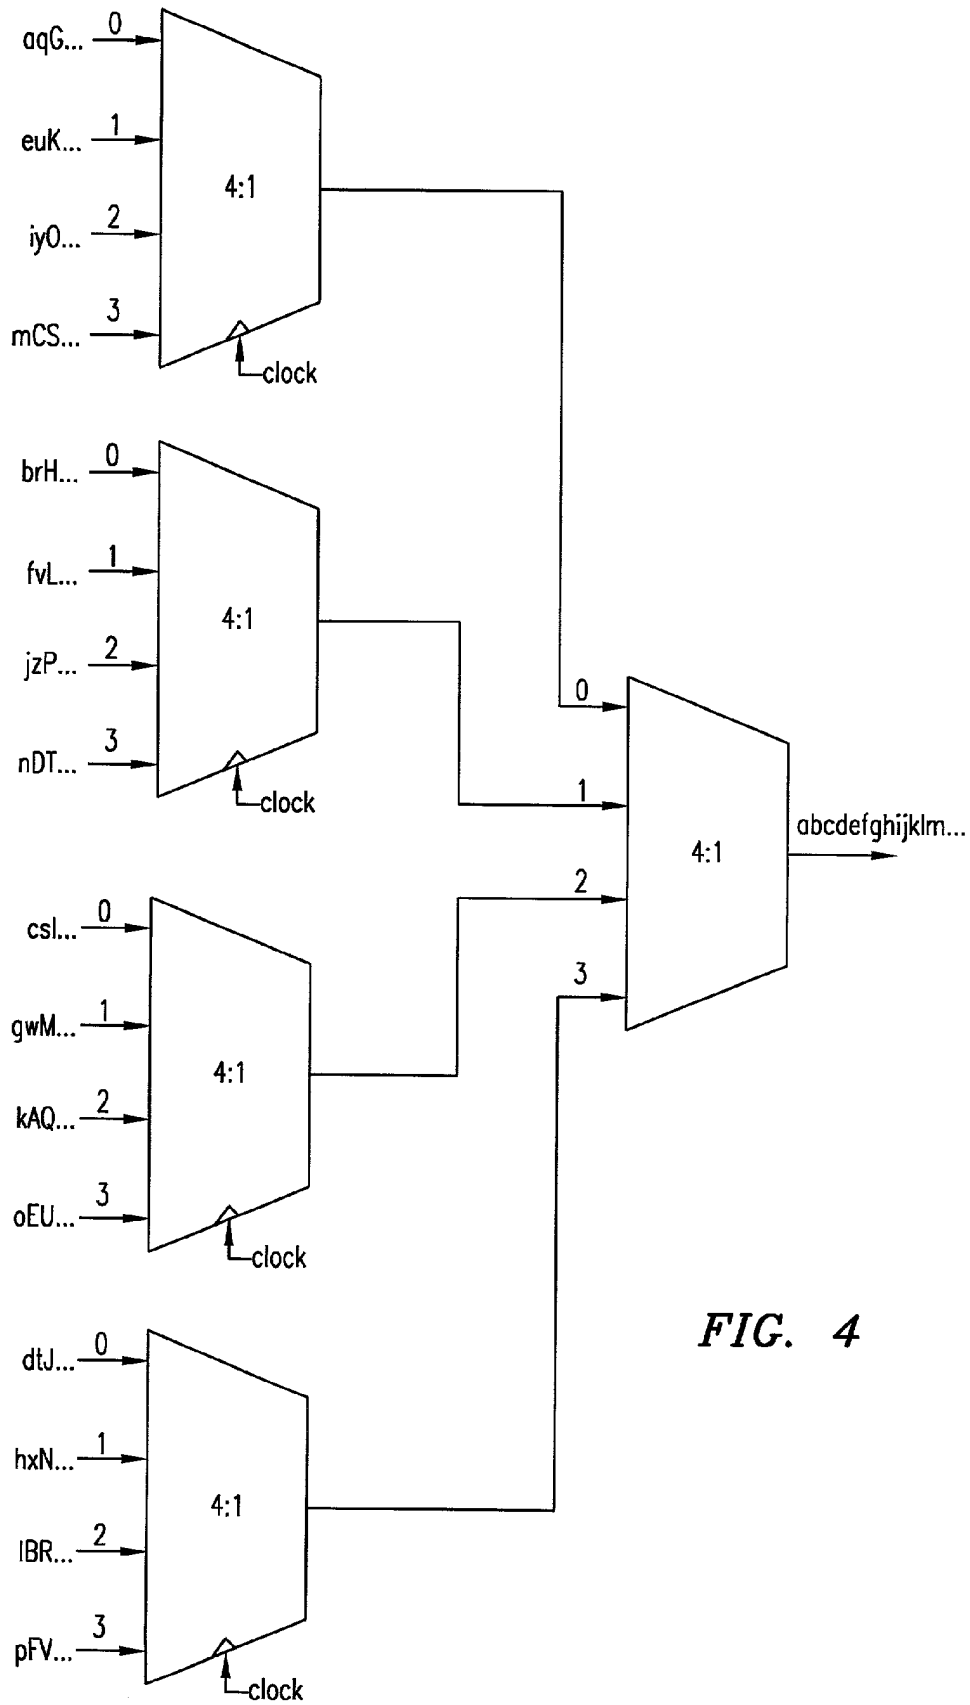 aqG... 0
euK... 1
4:1
iyO... 2
mCS... 3
clock
brH... 0
fvL... 1
4:1
jzP... 2
nDT... 3
clock
0
1
abcdefghijklm...
4:1
2
3
csI... 0
gwM... 1
4:1
kAQ... 2
oEU... 3
clock
FIG. 4
dtJ... 0
hxN... 1
4:1
lBR... 2
pFV... 3
clock